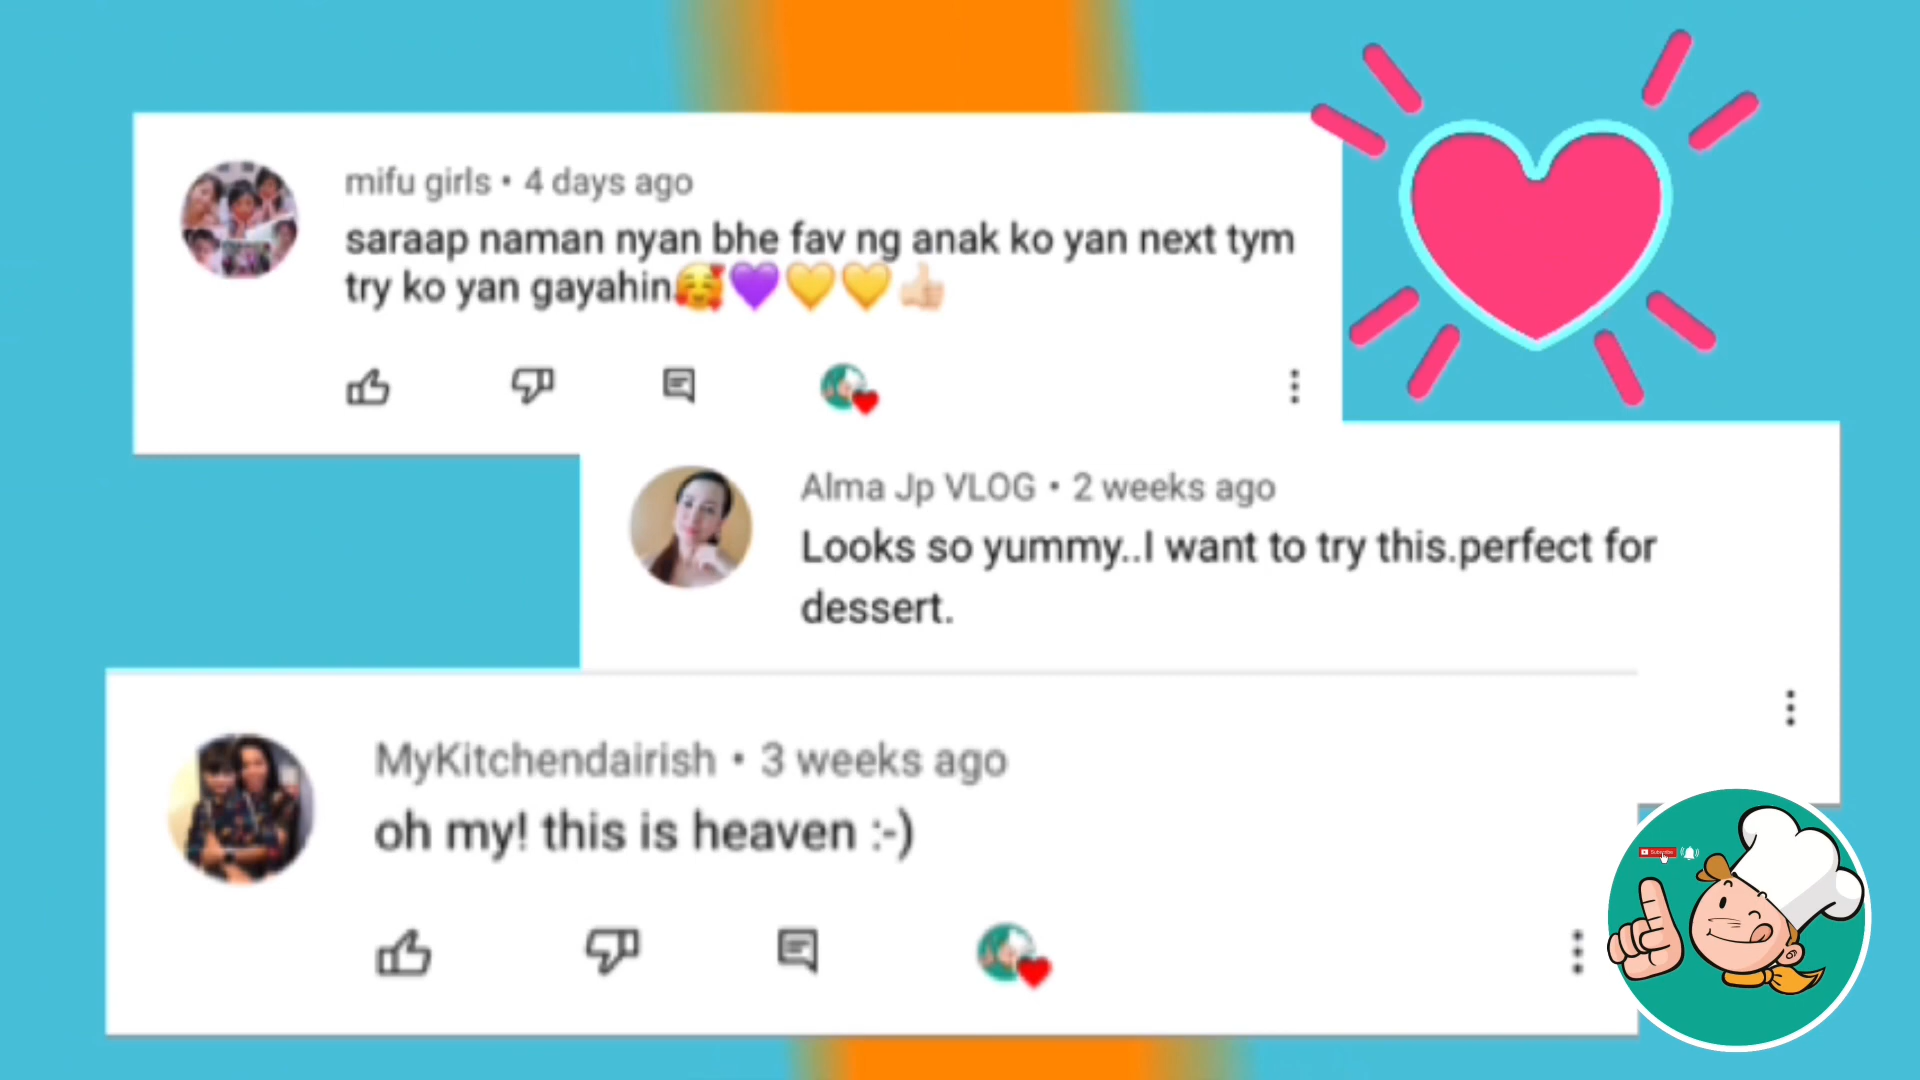 mifu girls • 4 days ago
saraap naman nyan bhe fav ng anak ko yan next tym
try ko yan gayahin🥰💜💛💛👍🏻
Alma Jp VLOG • 2 weeks ago
Looks so yummy..I want to try this.perfect for
dessert.
MyKitchendairish • 3 weeks ago
oh my! this is heaven :-)
Subscribe